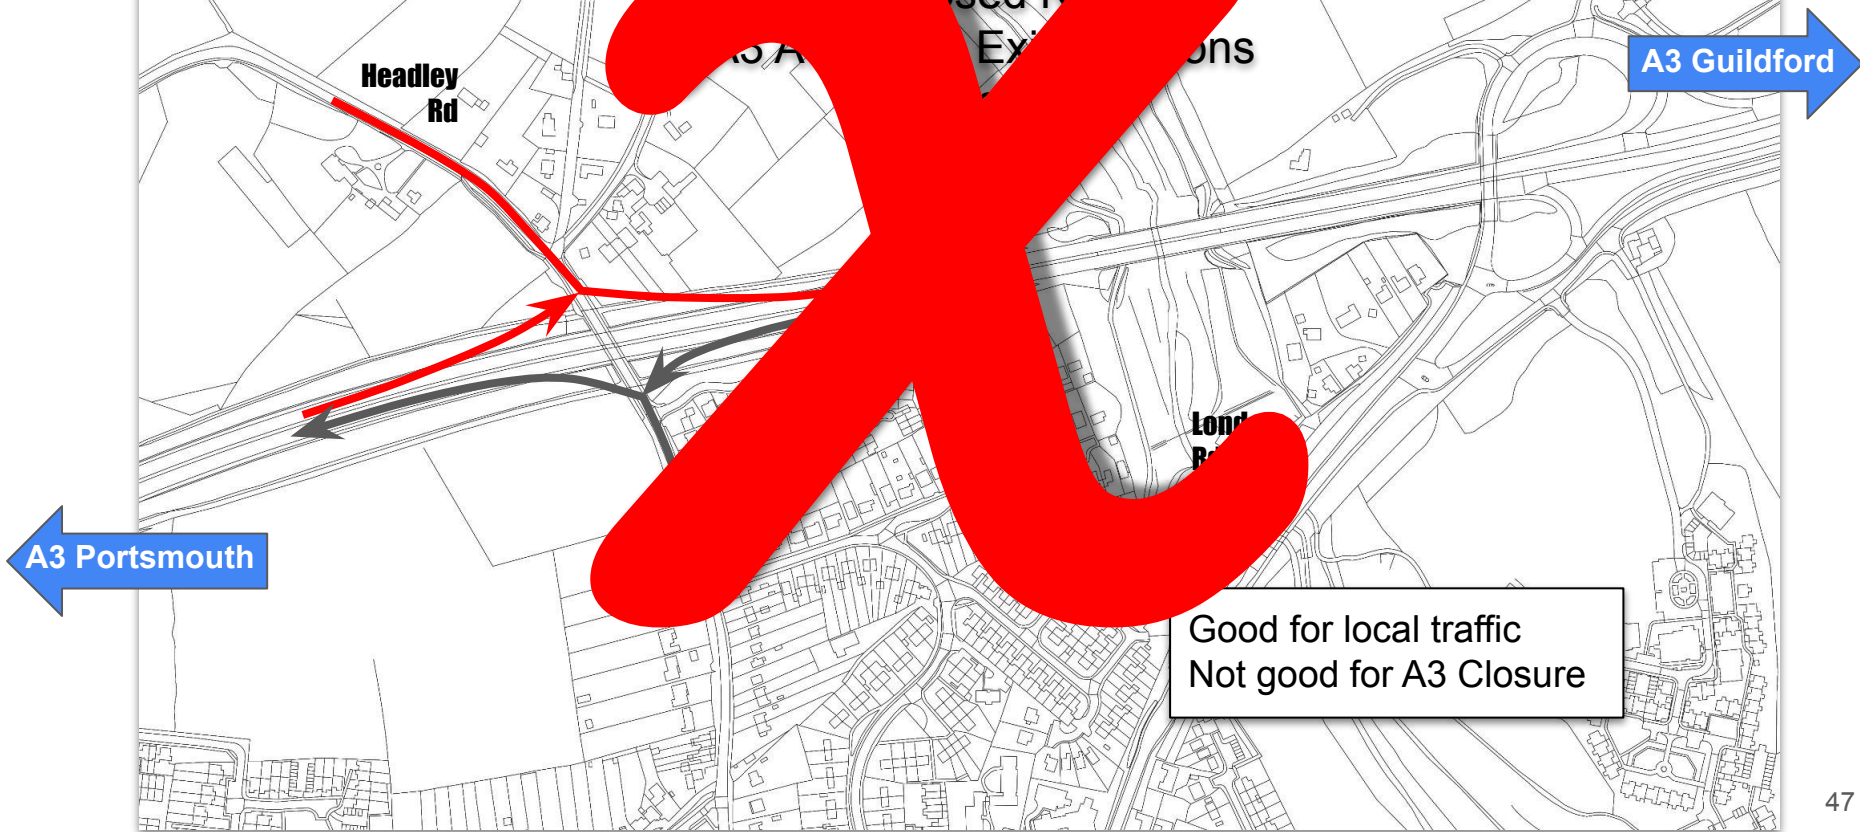 A3 Guildford
Headley
Rd
A3 Portsmouth
Good for local traffic
Not good for A3 Closure
47